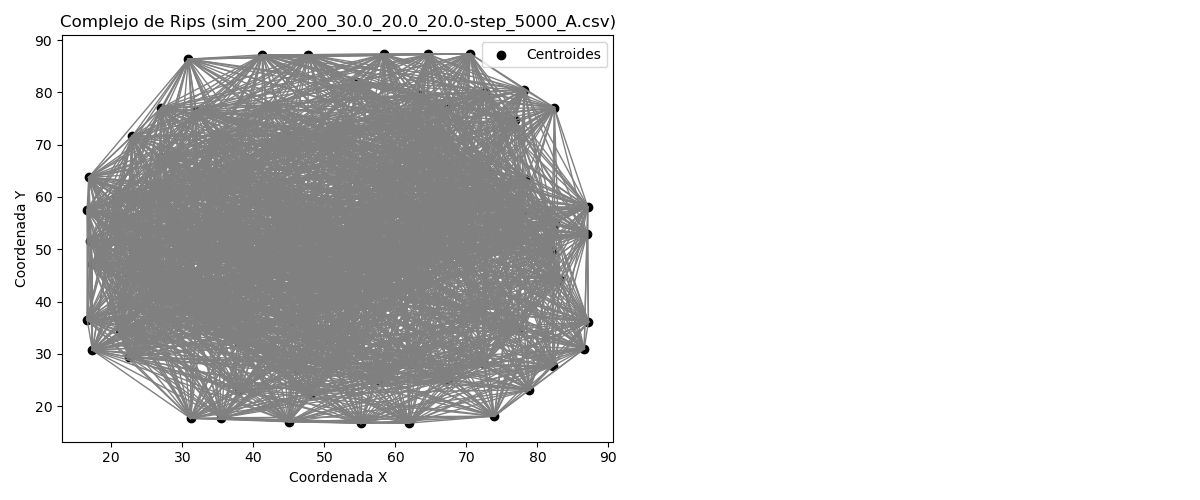 Complejo de Rips (sim_200_200_30.0_20.0_20.0-step_5000_A.csv)
90
80
70
60
50
40
30
20
Coordenada Y
Centroides
20 30 40 50 60 70 80 90
Coordenada X